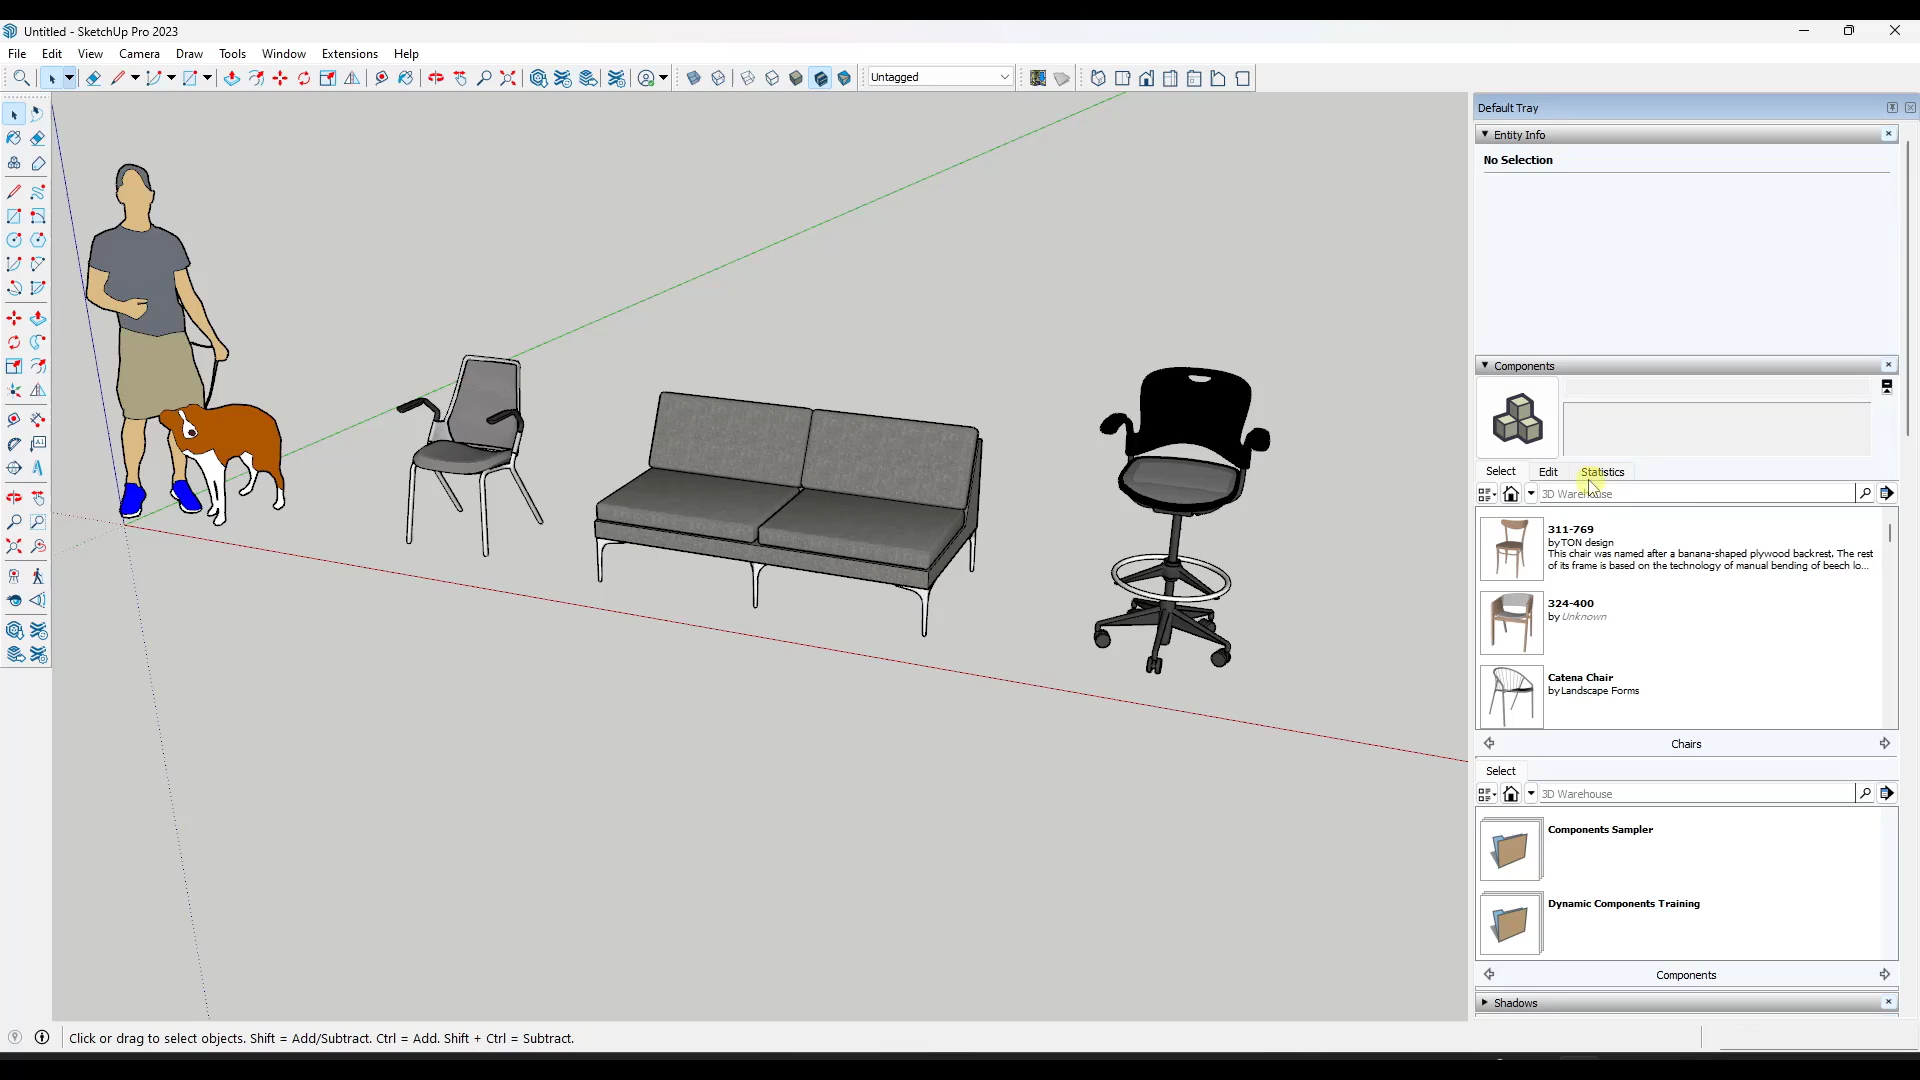 Untitled - SketchUp Pro 2023
File Edit View Camera Draw Tools Window Extensions Help
Untagged
Default Tray
Entity Info
No Selection
Components
Select Edit Statistics
3D Warehouse
311-769
by TON design
This chair was named after a banana-shaped plywood backrest. The rest
of its frame is based on the technology of manual bending of beech lo...
324-400
by Unknown
Catena Chair
by Landscape Forms
Chairs
Select
3D Warehouse
Components Sampler
Dynamic Components Training
Components
Shadows
Click or drag to select objects. Shift = Add/Subtract. Ctrl = Add. Shift + Ctrl = Subtract.